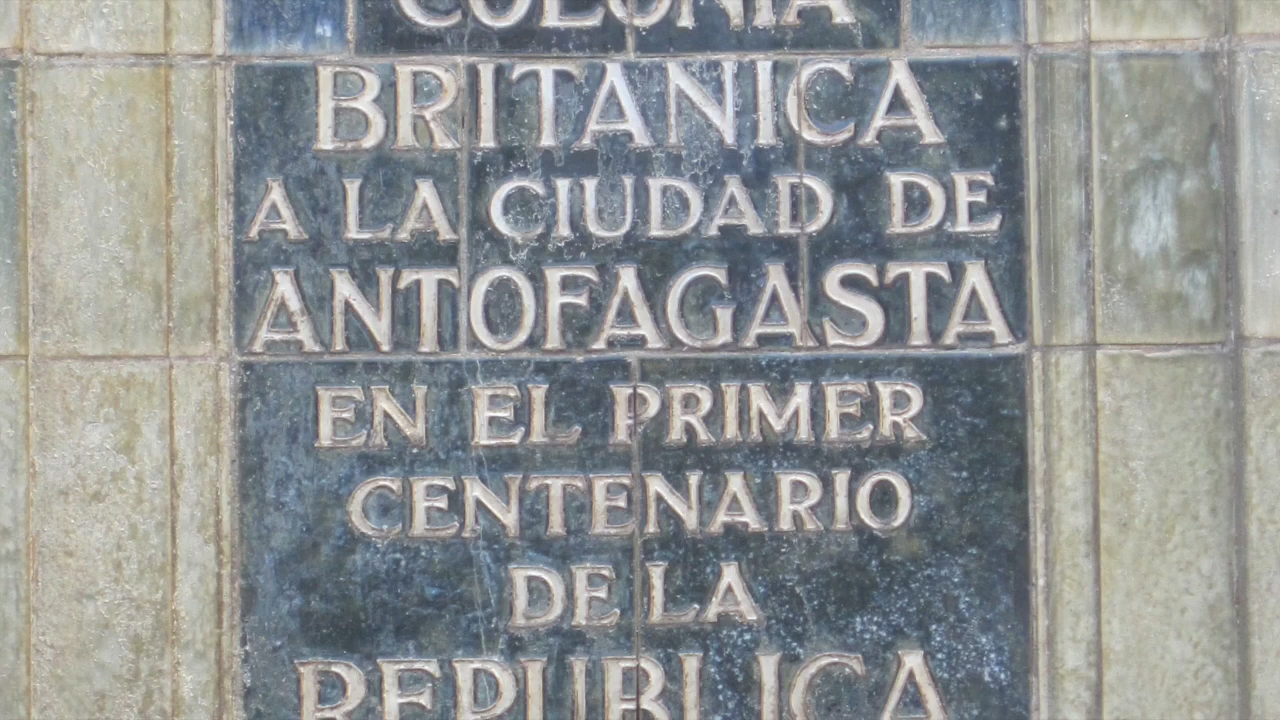 COLONIA
BRITANICA
A LA CIUDAD DE
ANTOFAGASTA
EN EL PRIMER
CENTENARIO
DE LA
REPUBLICA